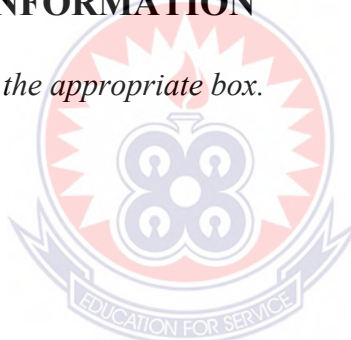 NFORMATION
the appropriate box.
EDUCATION FOR SERVICE